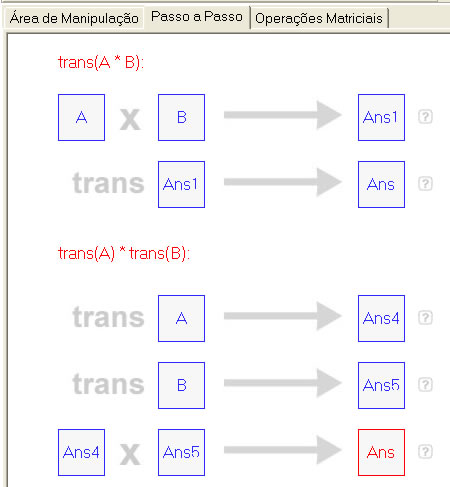 Área de Manipulação Passo a Passo Operações Matriciais
trans(A * B):
A x B Ans1 ?
trans Ans1 Ans ?
trans(A) * trans(B):
trans A Ans4 ?
trans B Ans5 ?
Ans4 x Ans5 Ans ?